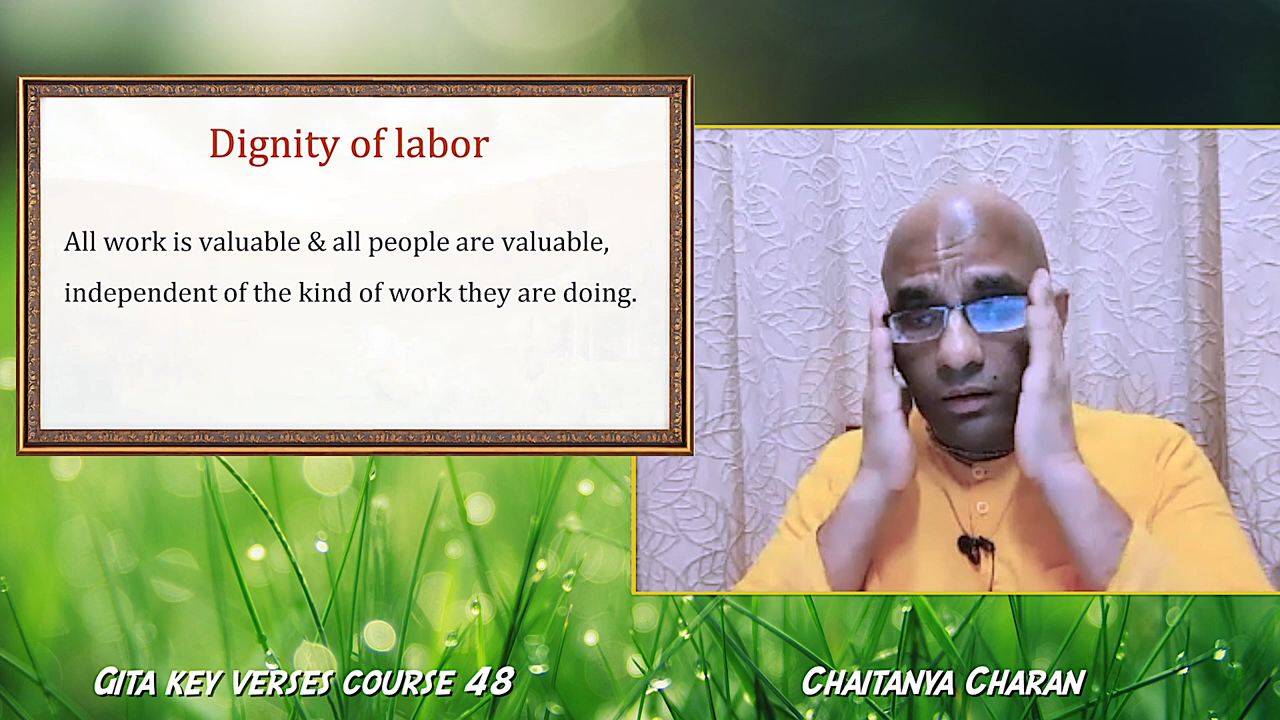 Dignity of labor
All work is valuable & all people are valuable,
independent of the kind of work they are doing.
Gita key verses course 48
Chaitanya Charan